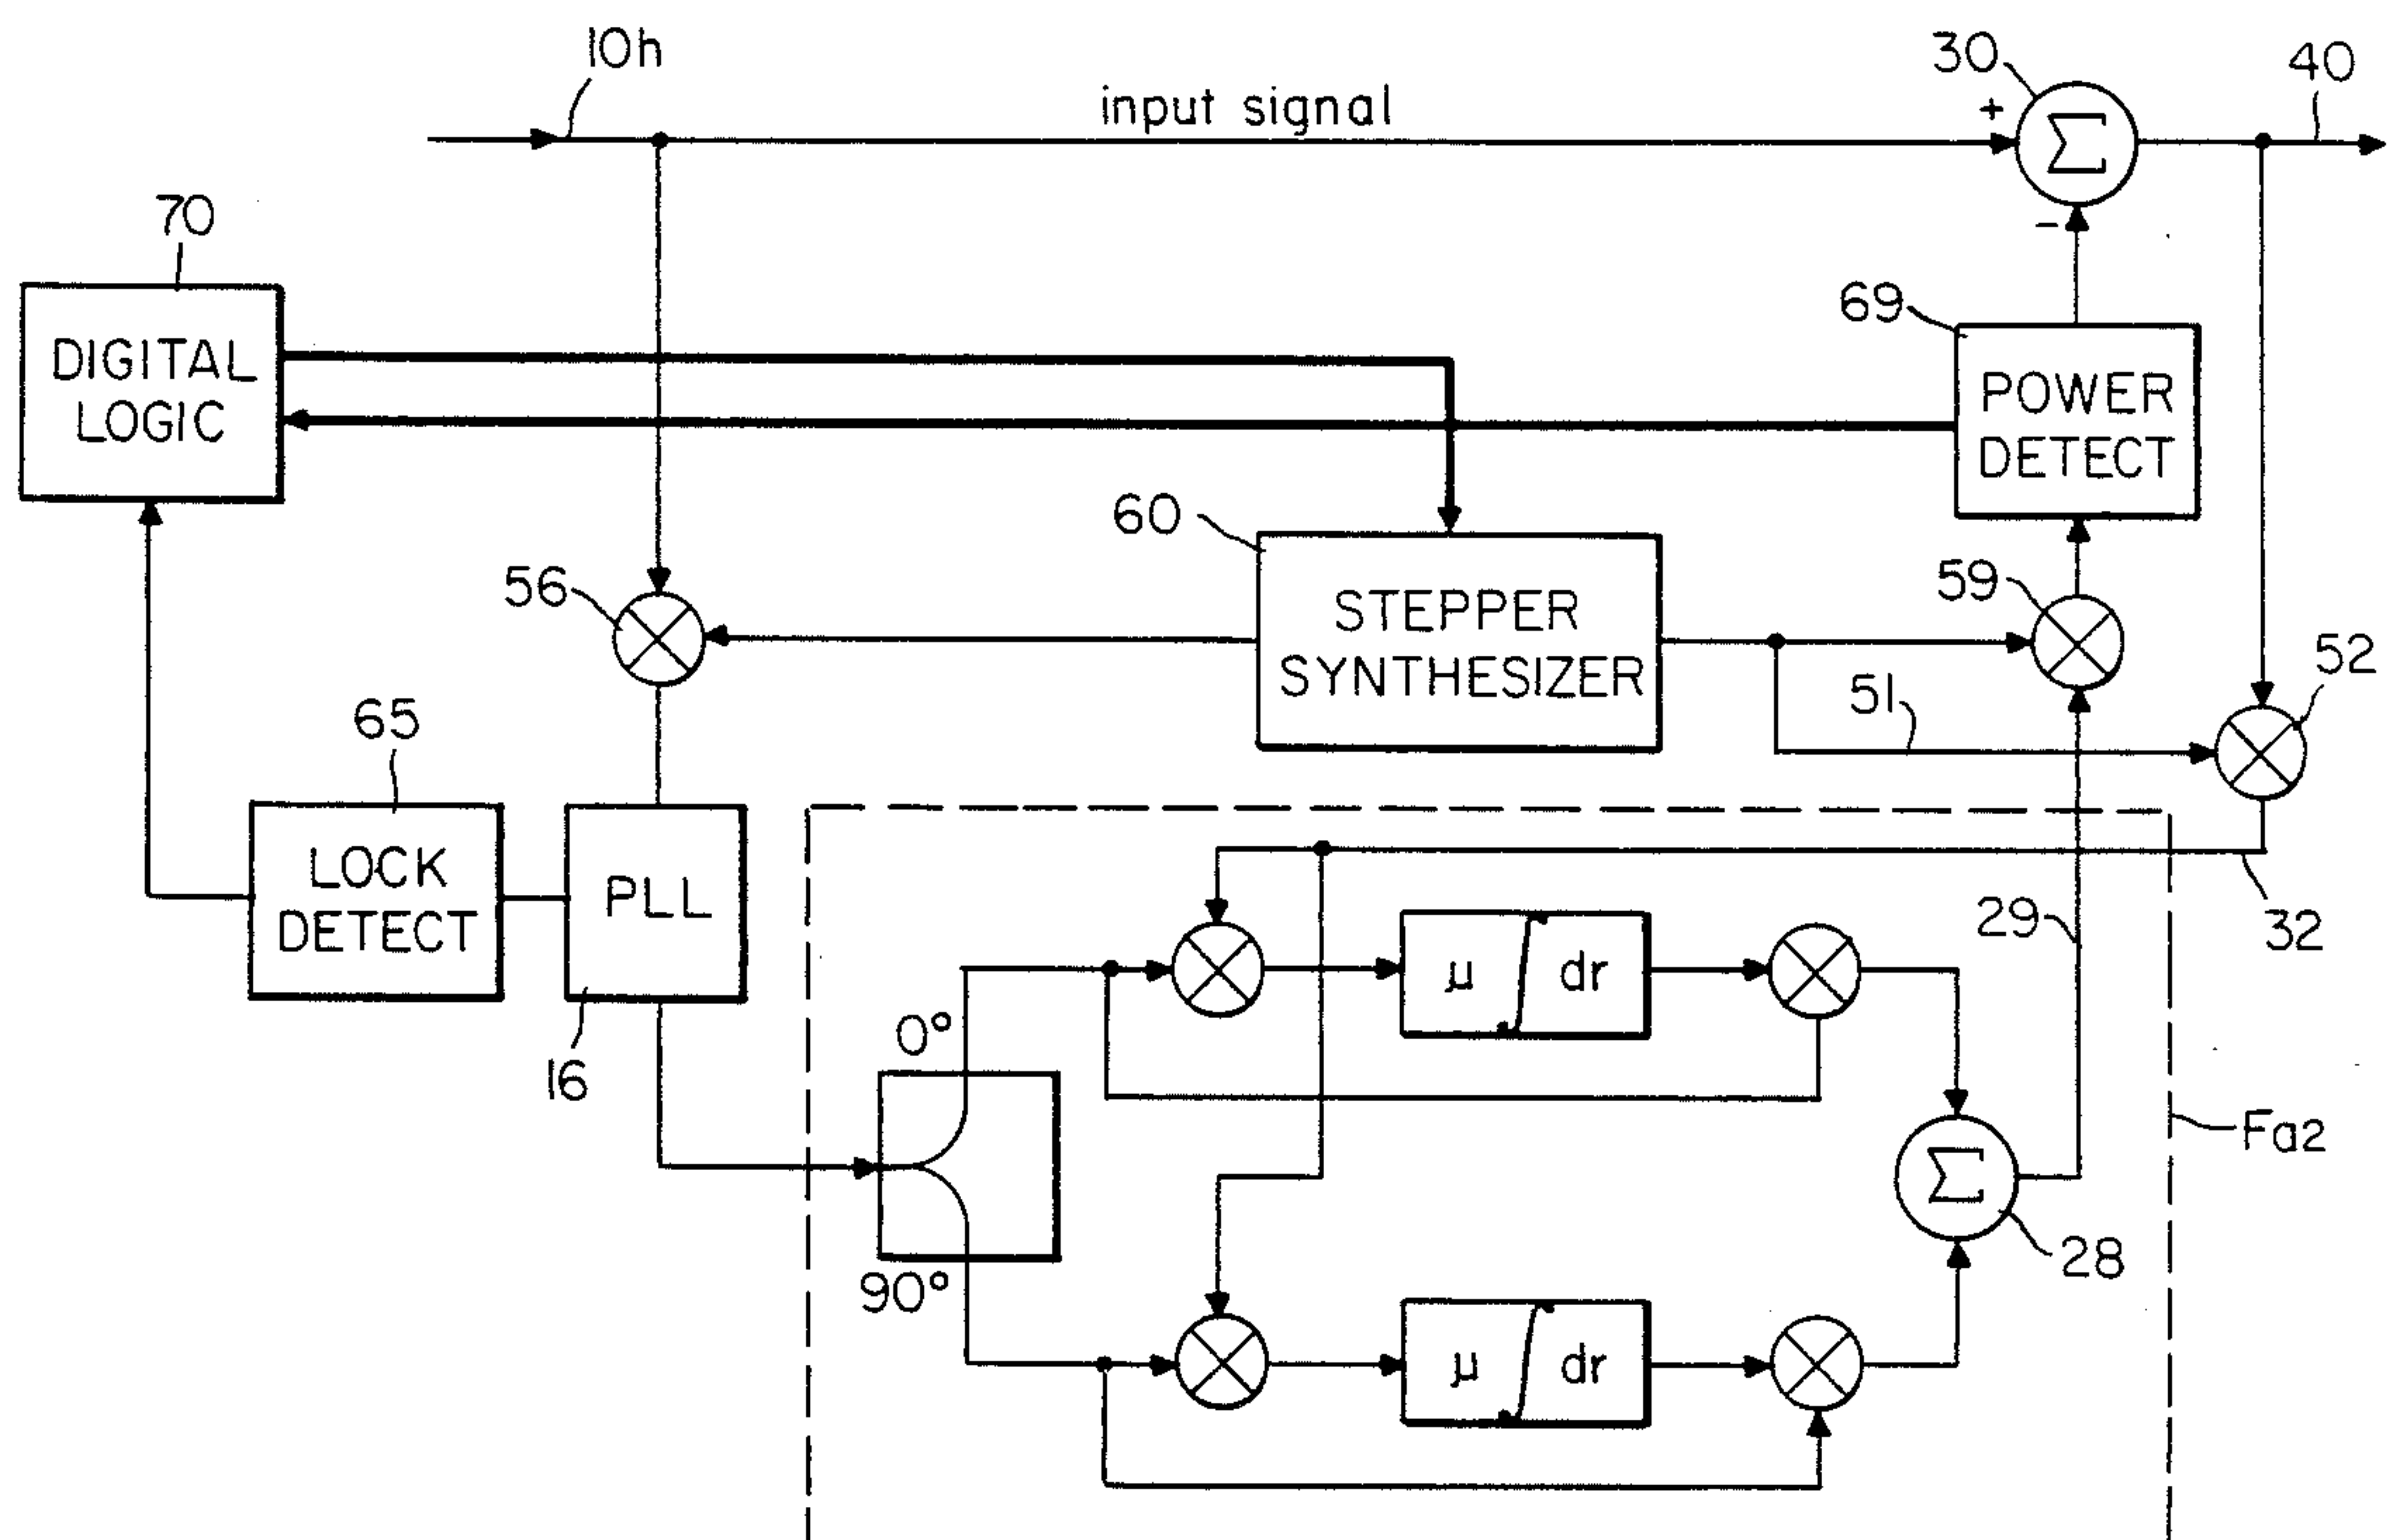 10h
input signal
+
30
Σ
40
-
70
DIGITAL
LOGIC
69
POWER
DETECT
60
STEPPER
SYNTHESIZER
56
59
52
51
65
LOCK
DETECT
PLL
16
29
32
μ ∫ dr
0°
90°
Σ
28
Fa2
μ ∫ dr